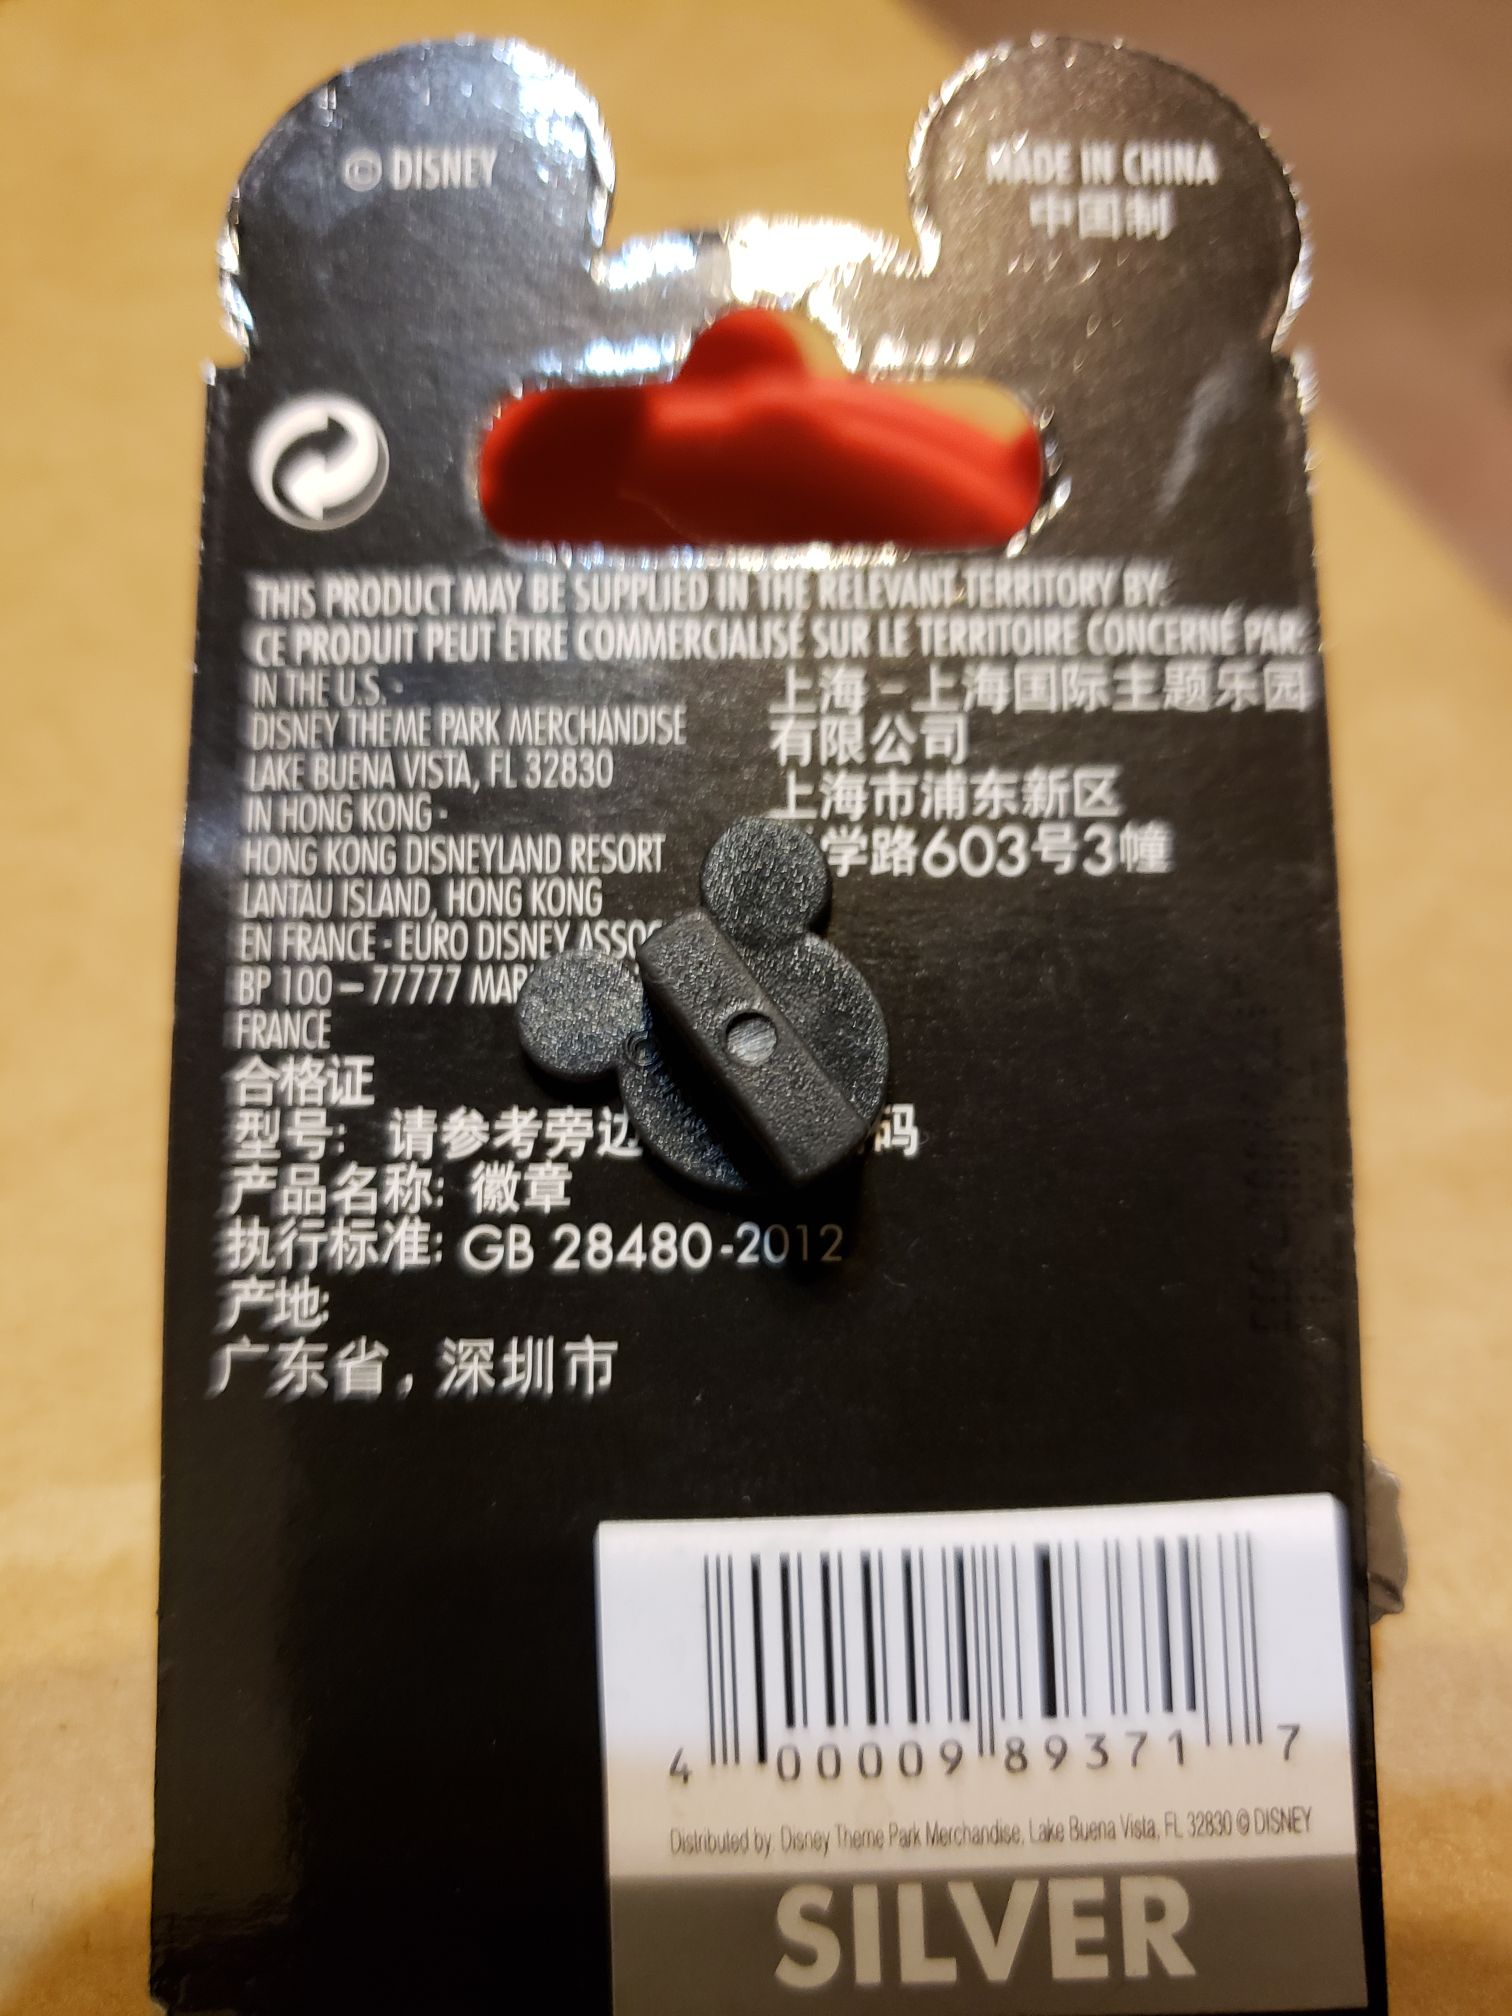 © DISNEY
MADE IN CHINA
中国制
THIS PRODUCT MAY BE SUPPLIED IN THE RELEVANT TERRITORY BY:
CE PRODUIT PEUT ÊTRE COMMERCIALISÉ SUR LE TERRITOIRE CONCERNÉ PAR:
IN THE U.S. -
DISNEY THEME PARK MERCHANDISE
LAKE BUENA VISTA, FL 32830
IN HONG KONG -
HONG KONG DISNEYLAND RESORT
LANTAU ISLAND, HONG KONG
EN FRANCE - EURO DISNEY
BP 100 – 77777
FRANCE
上海 - 上海国际主题乐园
有限公司
上海市浦东新区
学路603号3幢
合格证
型号: 请参考旁边 码
产品名称: 徽章
执行标准: GB 28480-2012
产地:
广东省, 深圳市
4 00009 89371 7
Distributed by: Disney Theme Park Merchandise, Lake Buena Vista, FL 32830 © DISNEY
SILVER